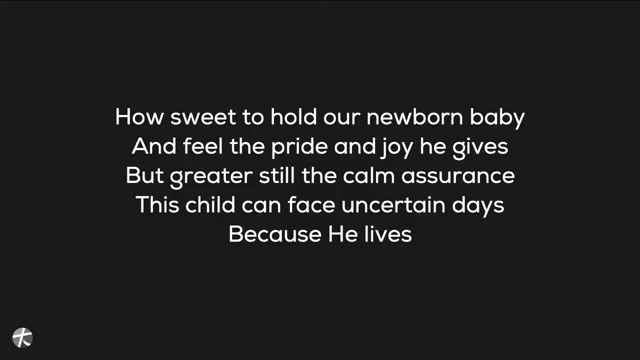 How sweet to hold our newborn baby
And feel the pride and joy he gives
But greater still the calm assurance
This child can face uncertain days
Because He lives